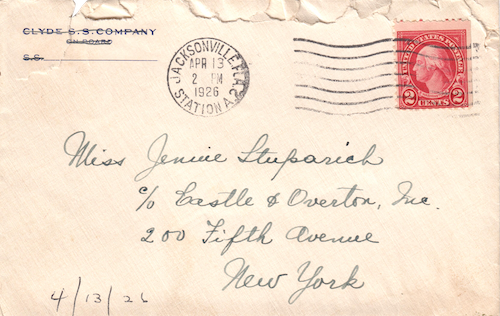 CLYDE S.S. COMPANY
ON BOARD
S.S.
JACKSONVILLE, FLA.
APR 13
2 PM
1926
STATION A.
UNITED STATES POSTAGE
2 CENTS 2
Miss Jennie Stuparich
c/o Castle & Overton, Inc.
200 Fifth Avenue
New York
4/13/26